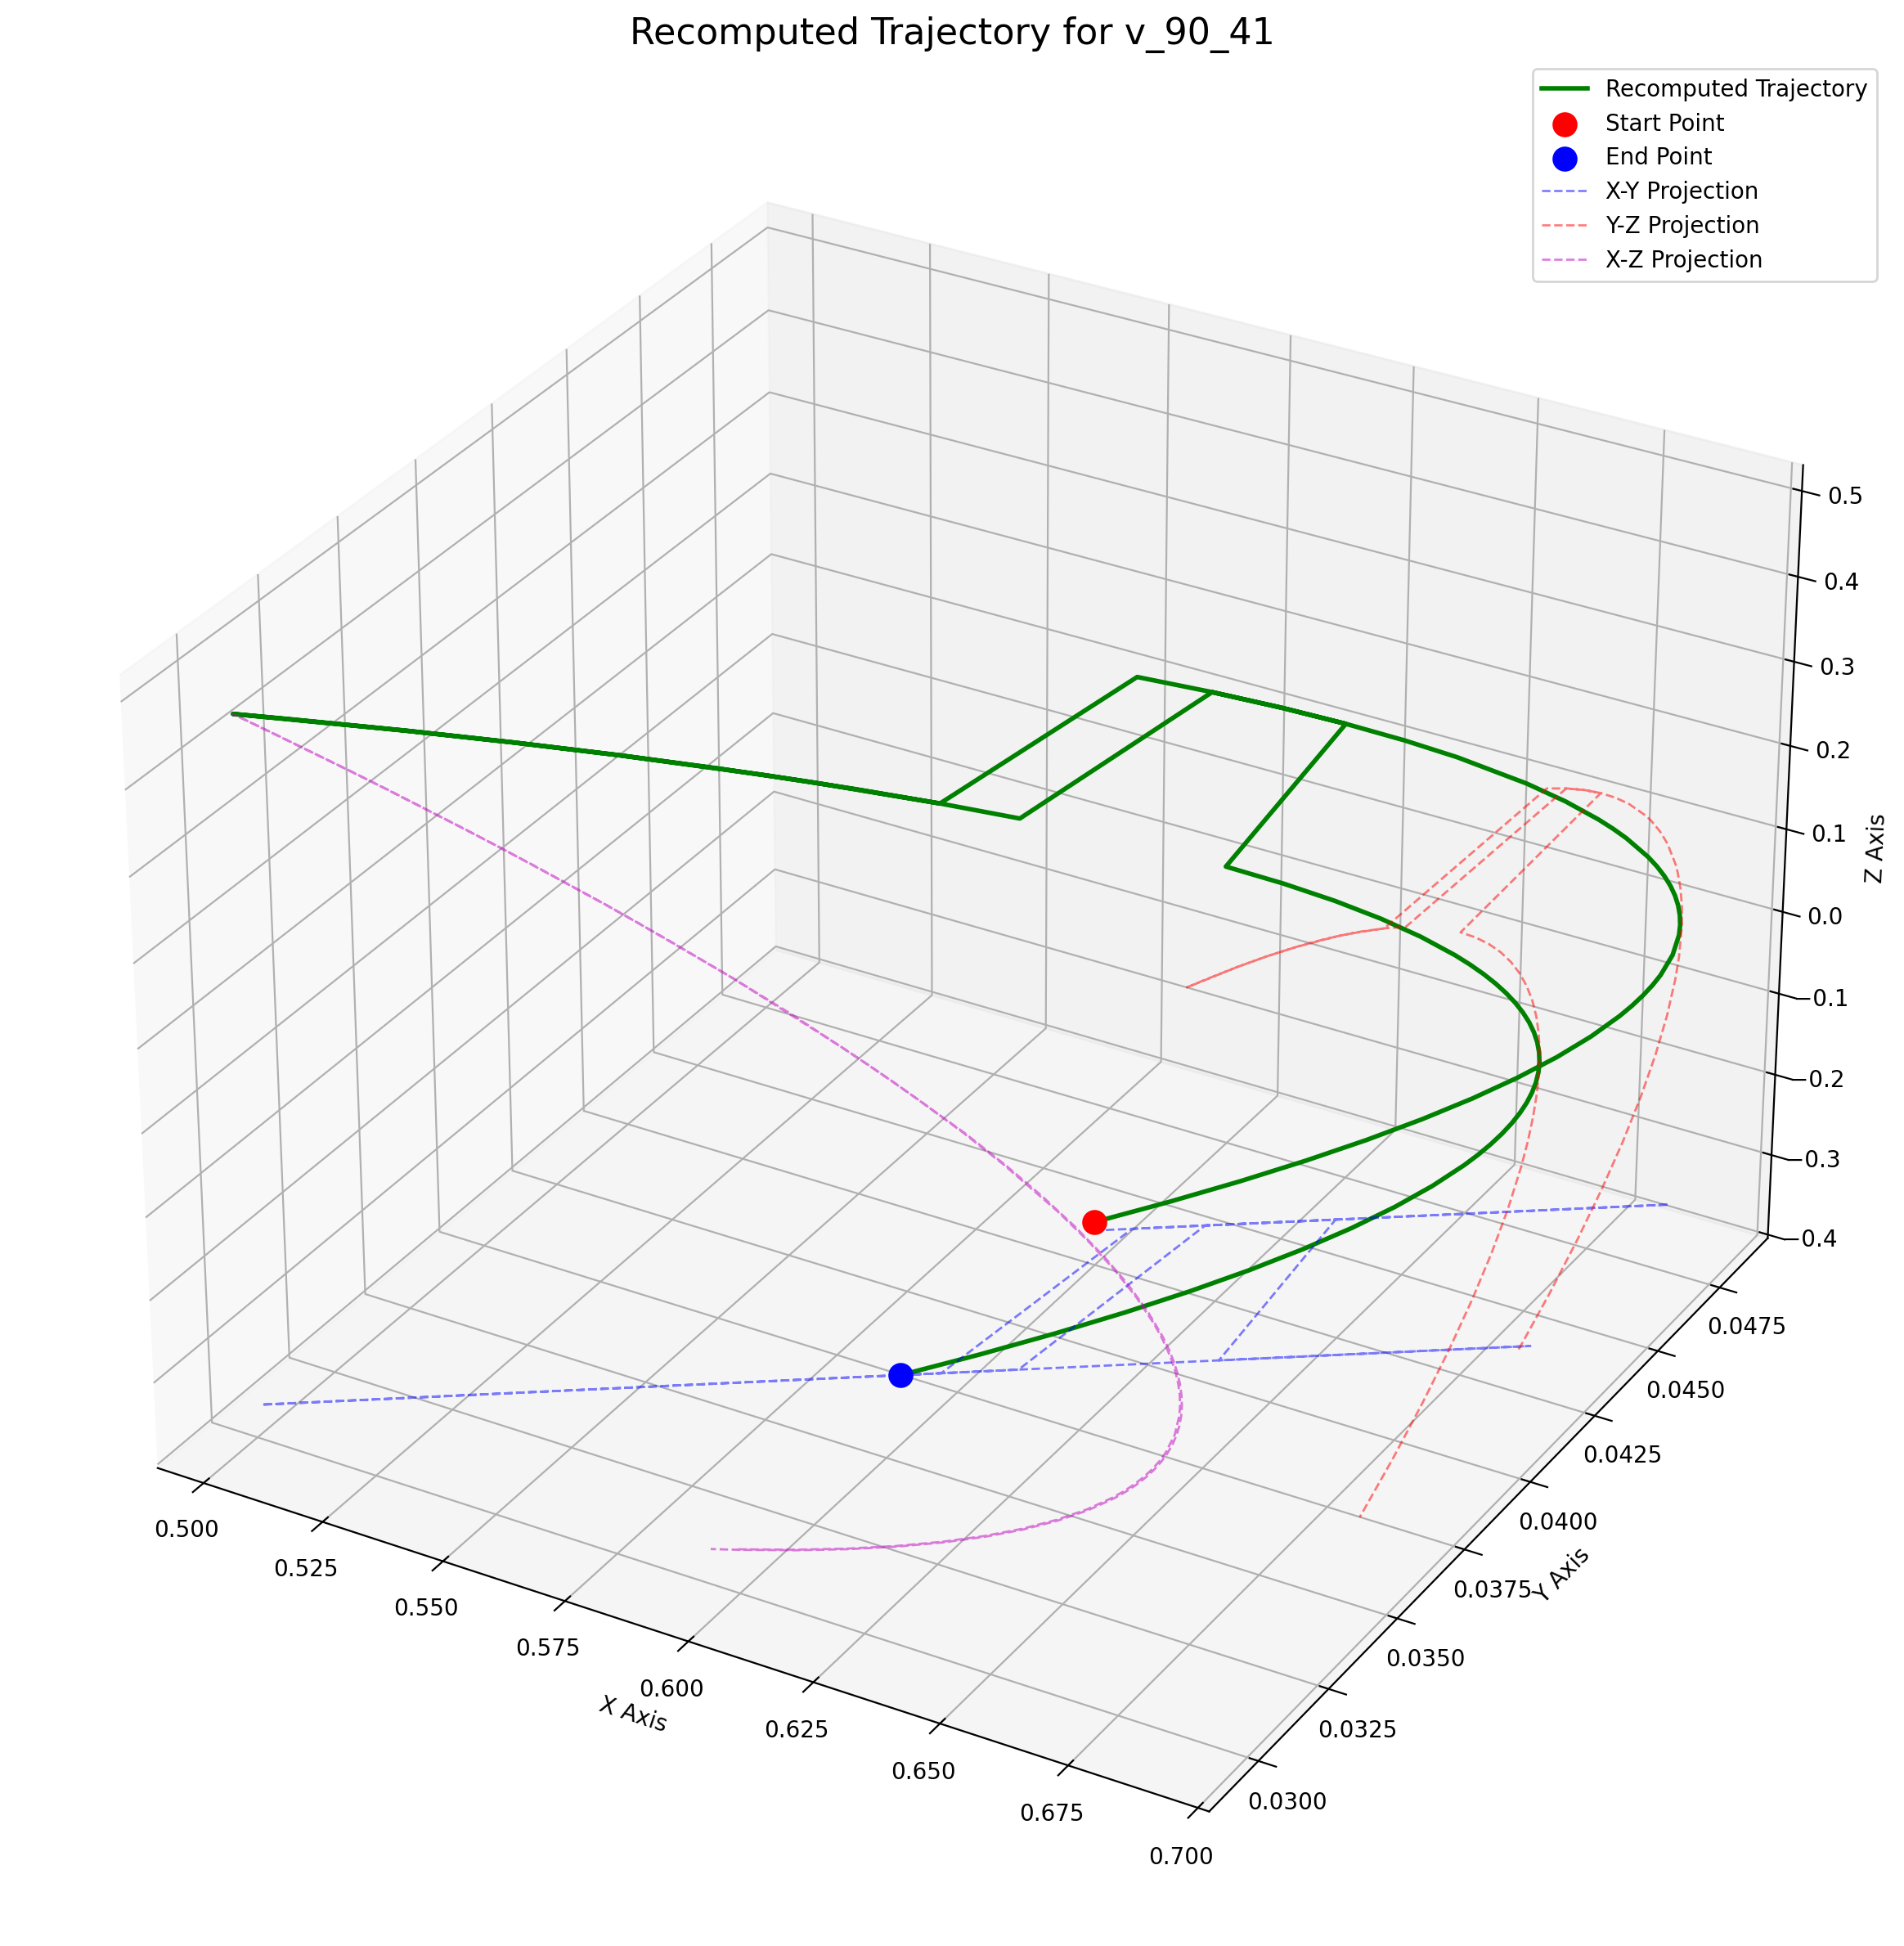 Recomputed Trajectory for v_90_41
Recomputed Trajectory
Start Point
End Point
X-Y Projection
Y-Z Projection
X-Z Projection
0.5
0.4
0.3
0.2
0.1
0.0
−0.1
−0.2
−0.3
−0.4
Z Axis
0.0475
0.0450
0.0425
0.0400
0.0375
0.0350
0.0325
0.0300
Y Axis
0.500
0.525
0.550
0.575
0.600
0.625
0.650
0.675
0.700
X Axis